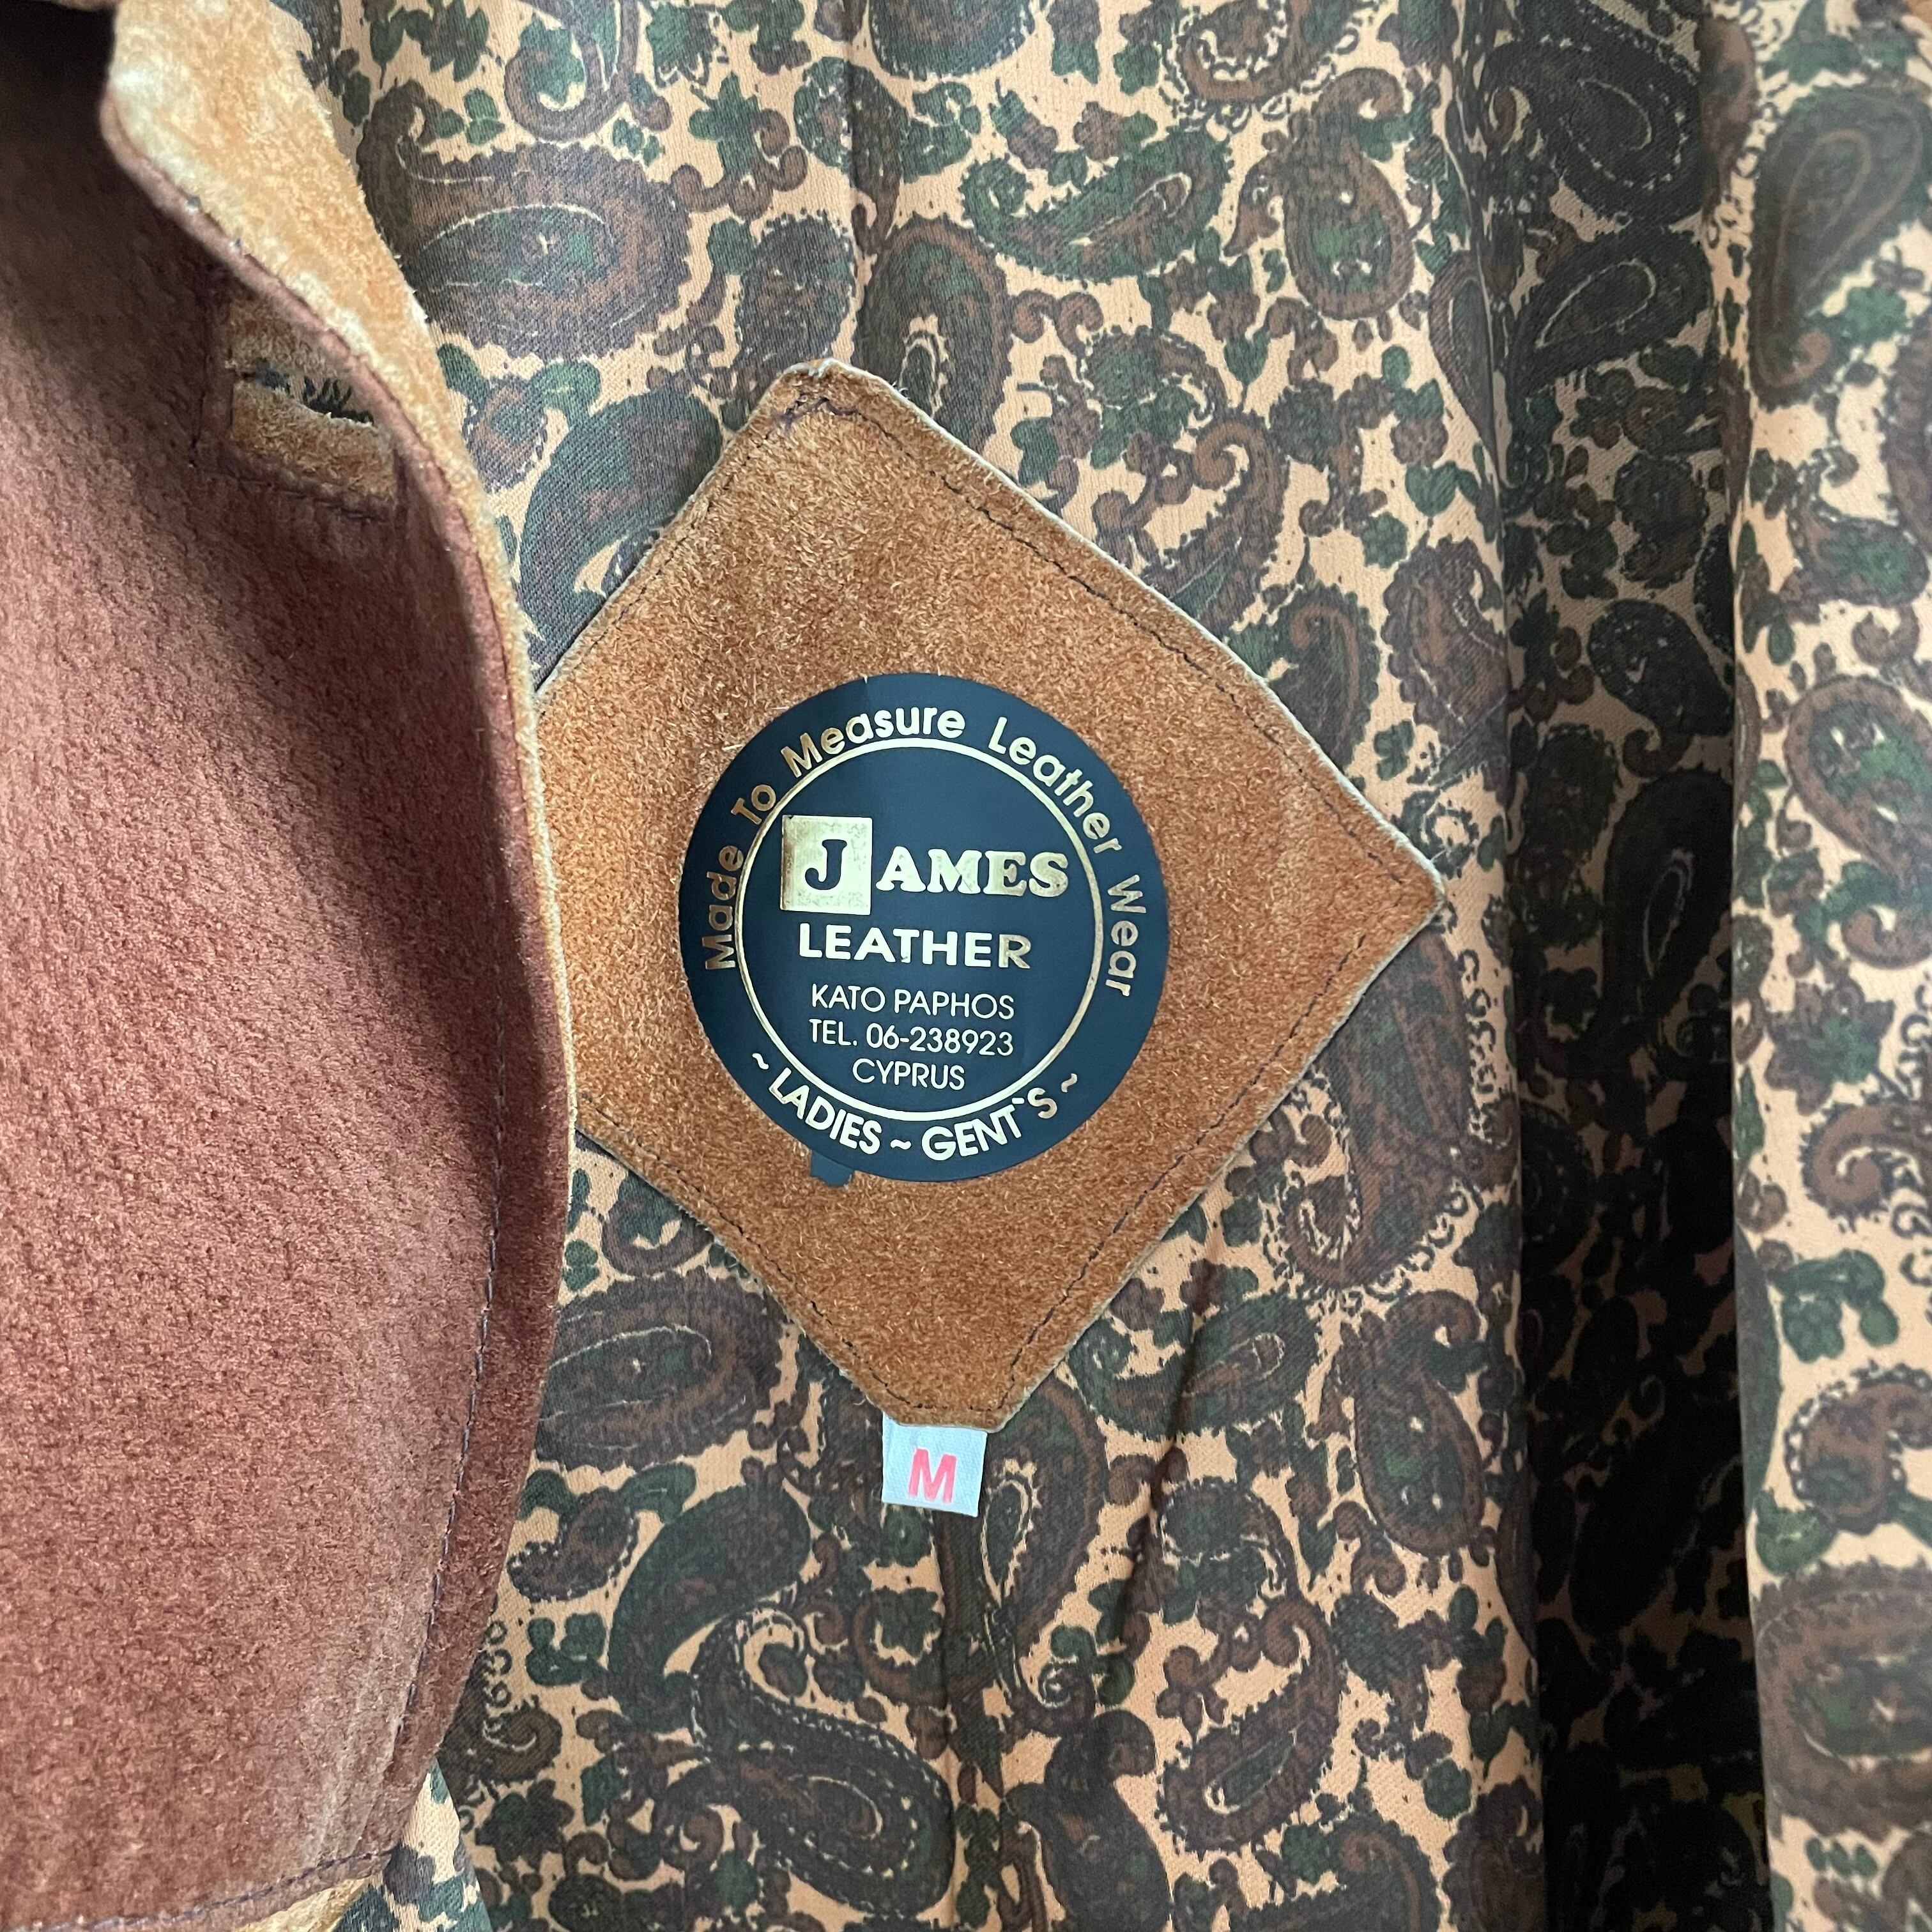 Made To Measure Leather Wear
JAMES
LEATHER
KATO PAPHOS
TEL. 06-238923
CYPRUS
~ LADIES ~ GENT`S ~
M